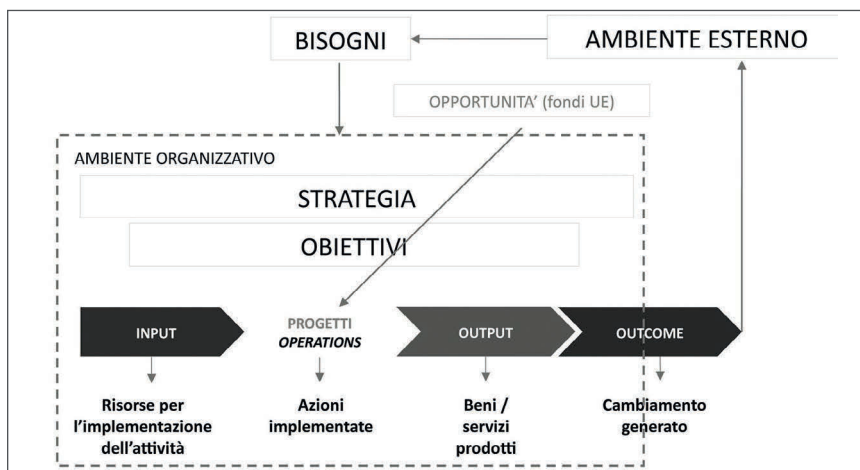 BISOGNI
AMBIENTE ESTERNO
OPPORTUNITA' (fondi UE)
AMBIENTE ORGANIZZATIVO
STRATEGIA
OBIETTIVI
INPUT
PROGETTI
OPERATIONS
OUTPUT
OUTCOME
Risorse per
l'implementazione
dell'attività
Azioni
implementate
Beni /
servizi
prodotti
Cambiamento
generato